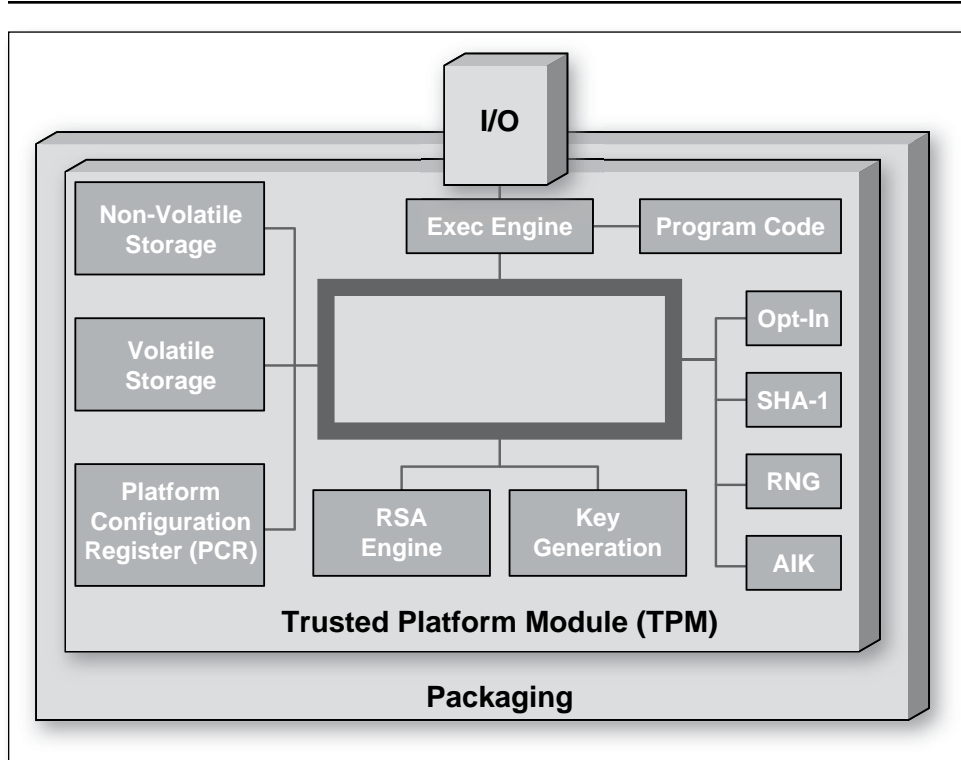 I/O
Non-Volatile
Storage
Exec Engine
Program Code
Volatile
Storage
Opt-In
SHA-1
RNG
AIK
Platform
Configuration
Register (PCR)
RSA
Engine
Key
Generation
Trusted Platform Module (TPM)
Packaging